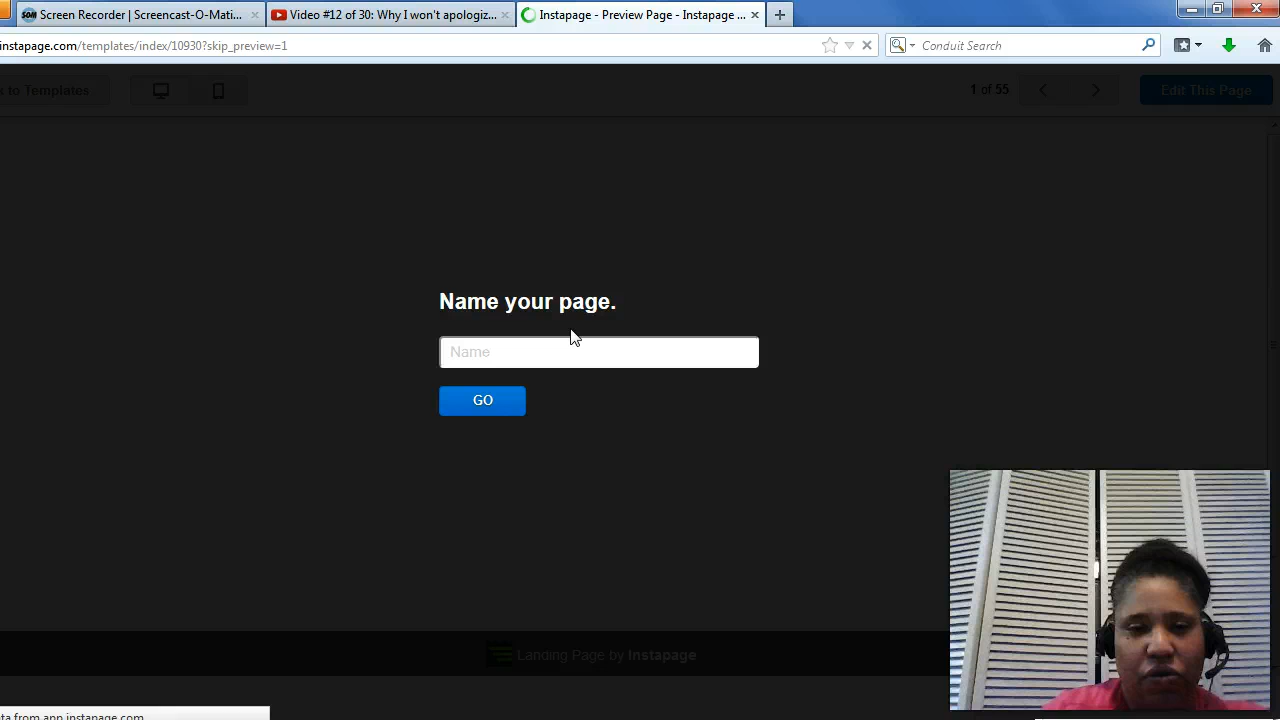 Screen Recorder | Screencast-O-Mati...
Video #12 of 30: Why I won't apologiz...
Instapage - Preview Page - Instapage ...
instapage.com/templates/index/10930?skip_preview=1
Conduit Search
to Templates
1 of 55
Edit This Page
Name your page.
Name
GO
Landing Page by Instapage
from app.instapage.com